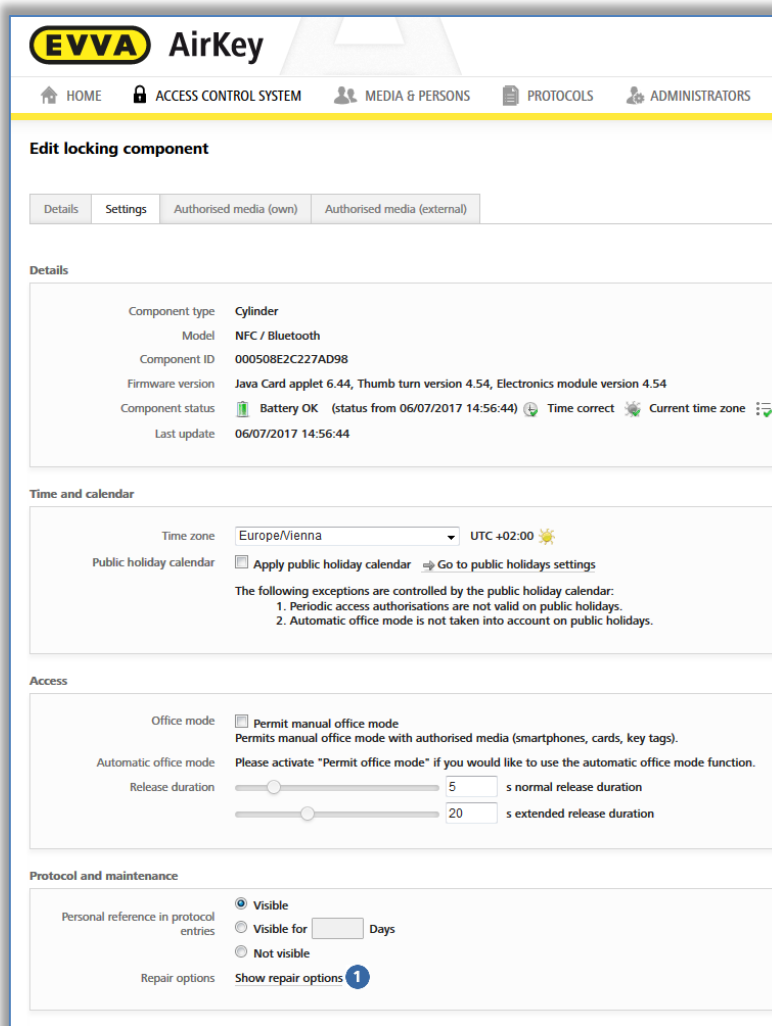 EVVA AirKey
HOME ACCESS CONTROL SYSTEM MEDIA & PERSONS PROTOCOLS ADMINISTRATORS
Edit locking component
Details Settings Authorised media (own) Authorised media (external)
Details
Component type Cylinder
Model NFC / Bluetooth
Component ID 000508E2C227AD98
Firmware version Java Card applet 6.44, Thumb turn version 4.54, Electronics module version 4.54
Component status Battery OK (status from 06/07/2017 14:56:44) Time correct Current time zone
Last update 06/07/2017 14:56:44
Time and calendar
Time zone Europe/Vienna UTC +02:00
Public holiday calendar Apply public holiday calendar Go to public holidays settings
The following exceptions are controlled by the public holiday calendar:
1. Periodic access authorisations are not valid on public holidays.
2. Automatic office mode is not taken into account on public holidays.
Access
Office mode Permit manual office mode
Permits manual office mode with authorised media (smartphones, cards, key tags).
Automatic office mode Please activate "Permit office mode" if you would like to use the automatic office mode function.
Release duration 5 s normal release duration
20 s extended release duration
Protocol and maintenance
Visible
Personal reference in protocol
entries
Visible for Days
Not visible
Repair options Show repair options 1